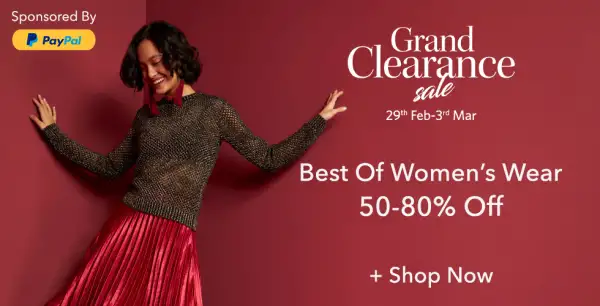 Sponsored By
PayPal
Grand
Clearance
sale
29th Feb-3rd Mar
Best Of Women's Wear
50-80% Off
+ Shop Now